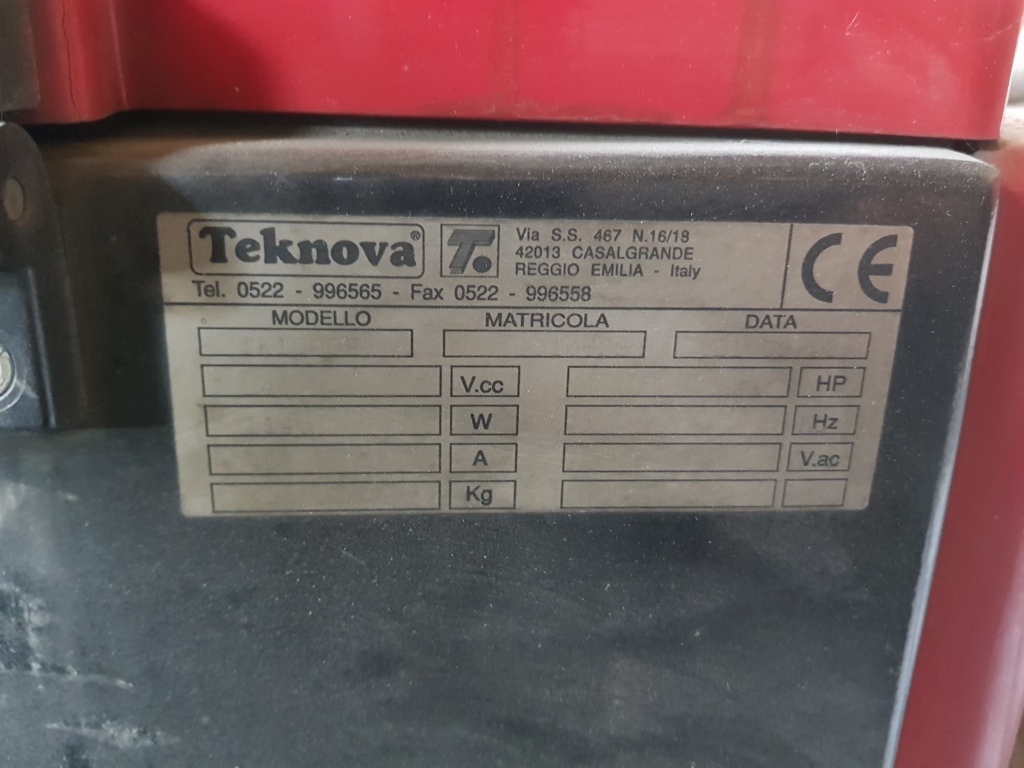 Teknova® T.
Via S.S. 467 N.16/18
42013 CASALGRANDE
REGGIO EMILIA - Italy
Tel. 0522 - 996565 - Fax 0522 - 996558
CE
MODELLO MATRICOLA DATA
V.cc HP
W Hz
A V.ac
Kg